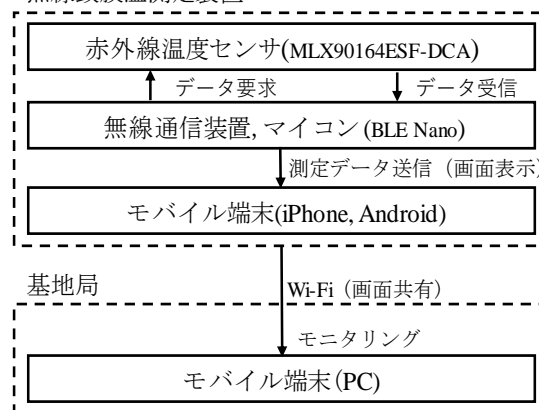 赤外線温度センサ(MLX90164ESF-DCA)
データ要求
データ受信
無線通信装置,マイコン(BLE Nano)
測定データ送信（画面表示)
モバイル端末(iPhone, Android)
基地局
Wi-Fi（画面共有）
モニタリング
モバイル端末(PC)